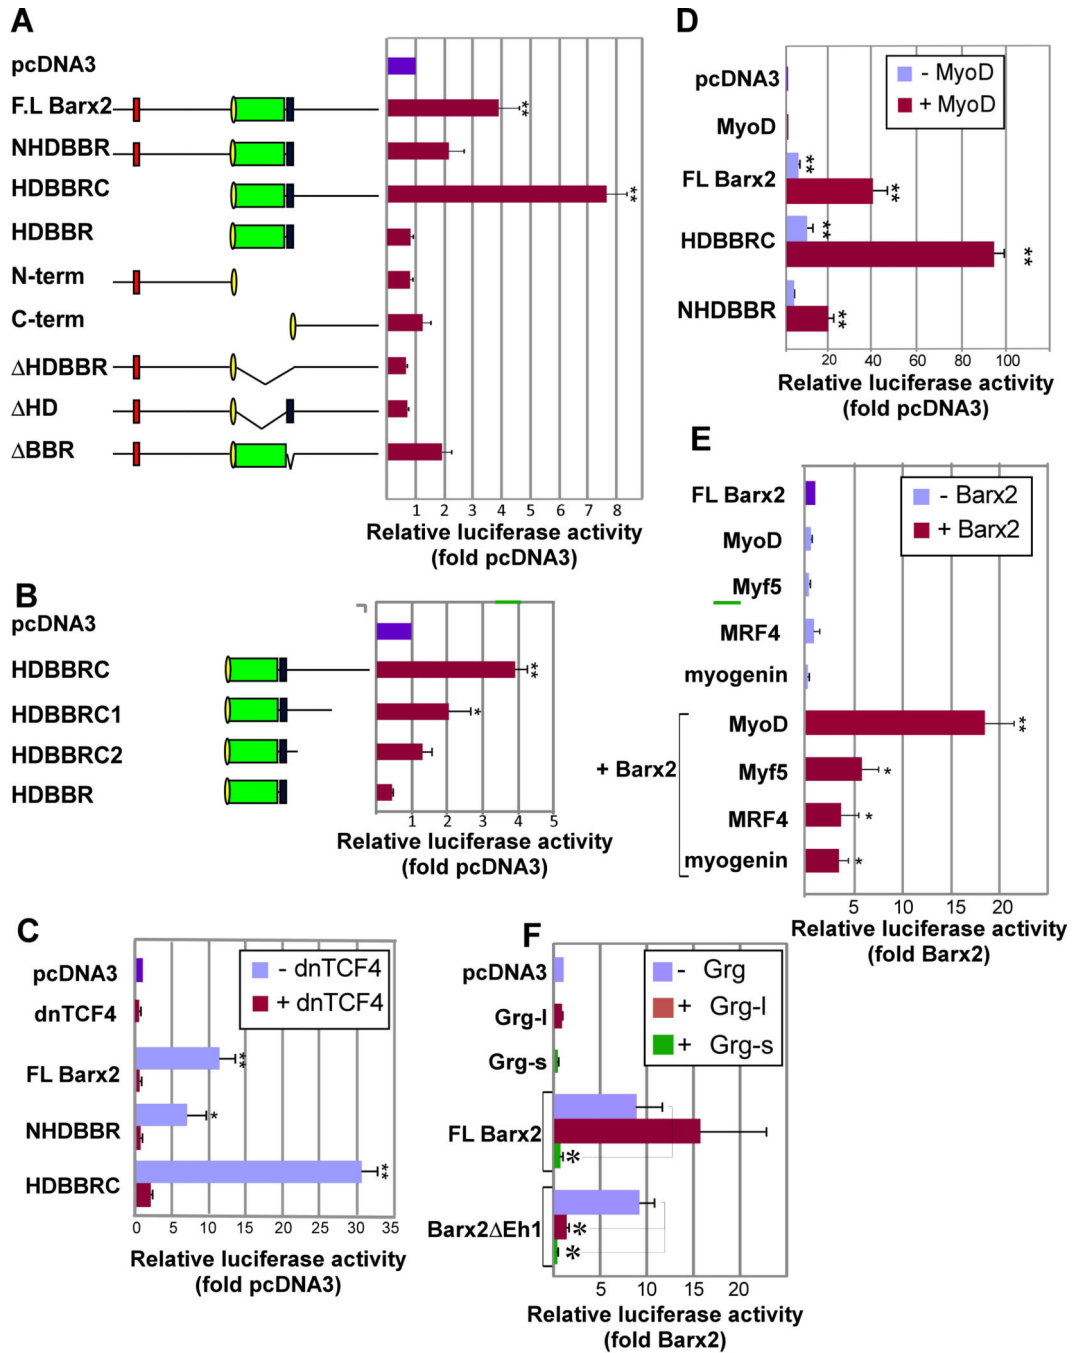 A
pcDNA3
F.L Barx2
**
NHDBBR
HDBBRC
**
HDBBR
N-term
C-term
ΔHDBBR
ΔHD
ΔBBR
1 2 3 4 5 6 7 8
Relative luciferase activity
(fold pcDNA3)
B
pcDNA3
HDBBRC
**
HDBBRC1
*
HDBBRC2
HDBBR
1 2 3 4 5
Relative luciferase activity
(fold pcDNA3)
C
- dnTCF4
+ dnTCF4
pcDNA3
dnTCF4
FL Barx2
**
NHDBBR
*
HDBBRC
**
0 5 10 15 20 25 30 35
Relative luciferase activity
(fold pcDNA3)
D
- MyoD
+ MyoD
pcDNA3
MyoD
FL Barx2
**
**
HDBBRC
**
**
NHDBBR
**
20 40 60 80 100
Relative luciferase activity
(fold pcDNA3)
E
- Barx2
+ Barx2
FL Barx2
MyoD
Myf5
MRF4
myogenin
+ Barx2
MyoD
**
Myf5
*
MRF4
*
myogenin
*
5 10 15 20
Relative luciferase activity
(fold Barx2)
F
- Grg
+ Grg-l
+ Grg-s
pcDNA3
Grg-l
Grg-s
FL Barx2
*
Barx2ΔEh1
*
*
5 10 15 20
Relative luciferase activity
(fold Barx2)